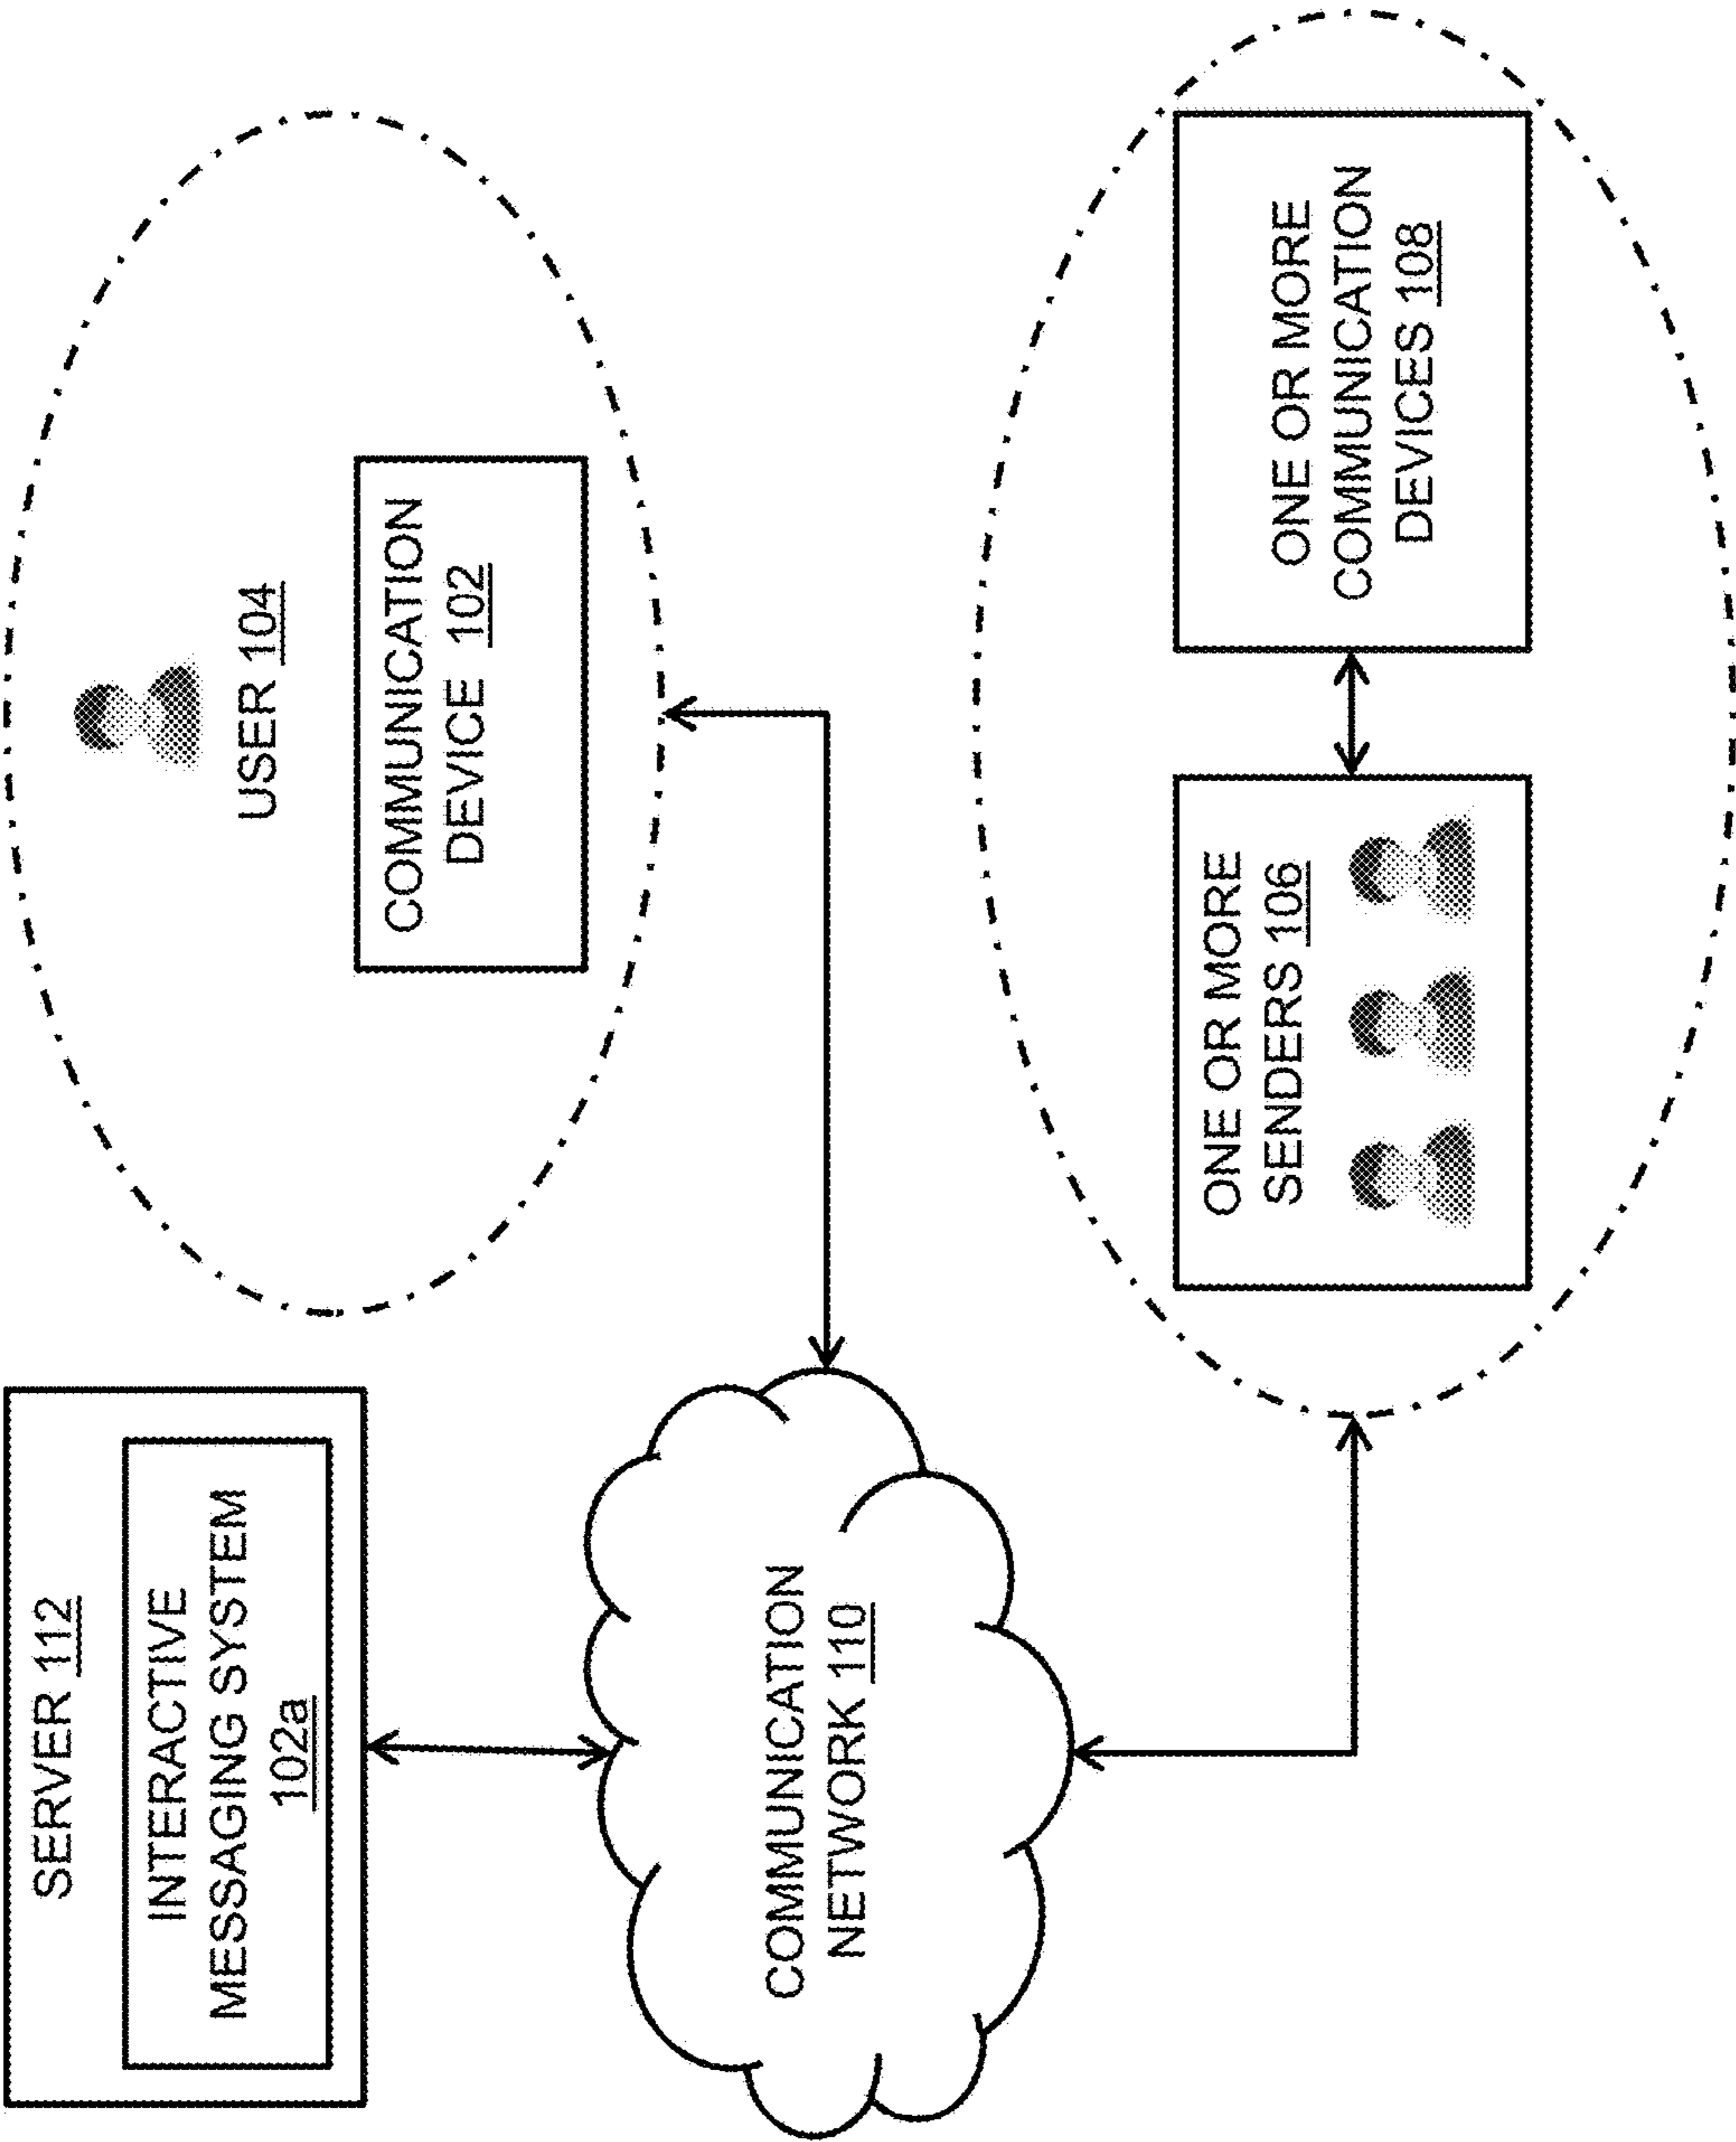 SERVER 112
INTERACTIVE
MESSAGING SYSTEM
102a
USER 104
COMMUNICATION
DEVICE 102
COMMUNICATION
NETWORK 110
ONE OR MORE
SENDERS 106
ONE OR MORE
COMMUNICATION
DEVICES 108